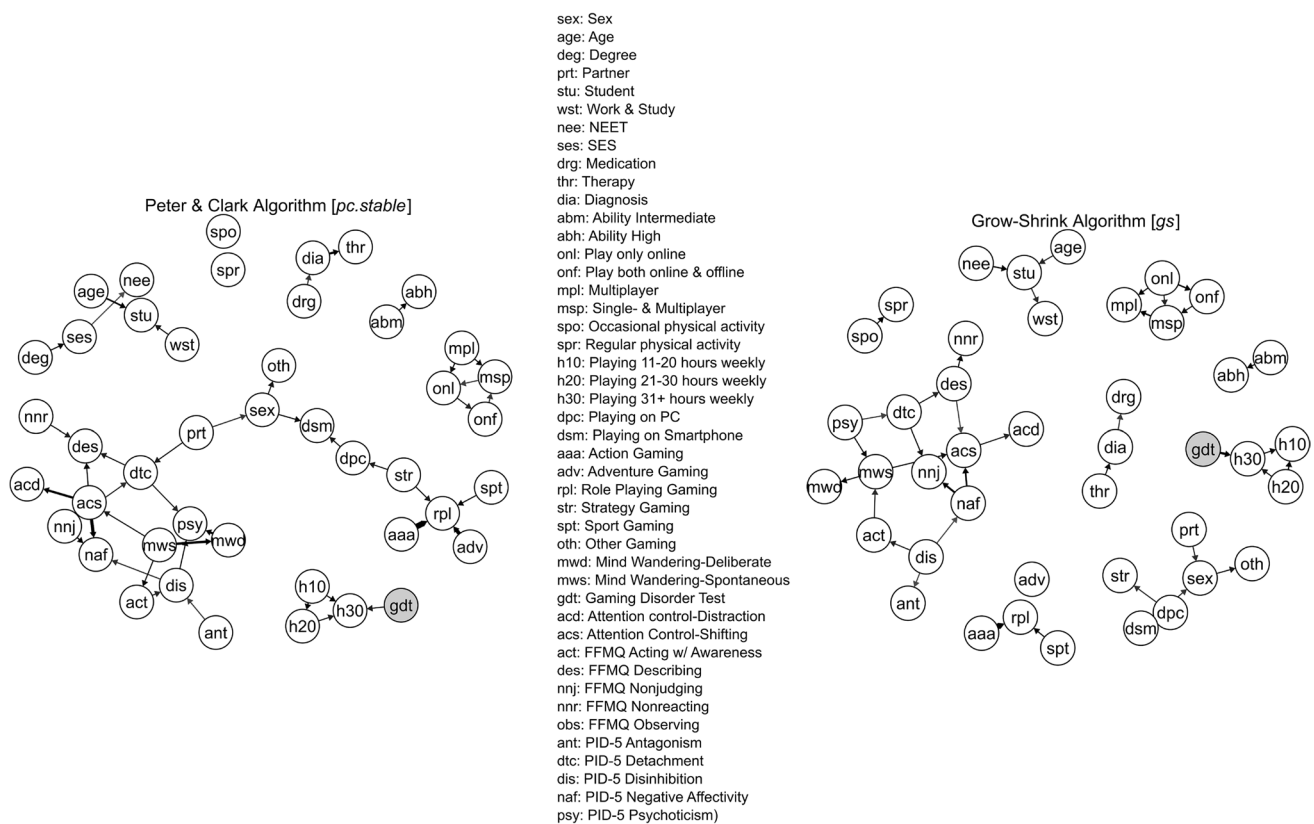 Peter & Clark Algorithm [pc.stable]
spo
spr
dia
thr
drg
nee
age
stu
ses
wst
deg
abh
abm
mpl
onl
msp
onf
oth
sex
dsm
prt
dpc
str
spt
rpl
aaa
adv
nnr
des
dtc
acd
acs
nnj
psy
mws
mwd
naf
dis
act
ant
h10
h30
gdt
h20
sex: Sex
age: Age
deg: Degree
prt: Partner
stu: Student
wst: Work & Study
nee: NEET
ses: SES
drg: Medication
thr: Therapy
dia: Diagnosis
abm: Ability Intermediate
abh: Ability High
onl: Play only online
onf: Play both online & offline
mpl: Multiplayer
msp: Single- & Multiplayer
spo: Occasional physical activity
spr: Regular physical activity
h10: Playing 11-20 hours weekly
h20: Playing 21-30 hours weekly
h30: Playing 31+ hours weekly
dpc: Playing on PC
dsm: Playing on Smartphone
aaa: Action Gaming
adv: Adventure Gaming
rpl: Role Playing Gaming
str: Strategy Gaming
spt: Sport Gaming
oth: Other Gaming
mwd: Mind Wandering-Deliberate
mws: Mind Wandering-Spontaneous
gdt: Gaming Disorder Test
acd: Attention control-Distraction
acs: Attention Control-Shifting
act: FFMQ Acting w/ Awareness
des: FFMQ Describing
nnj: FFMQ Nonjudging
nnr: FFMQ Nonreacting
obs: FFMQ Observing
ant: PID-5 Antagonism
dtc: PID-5 Detachment
dis: PID-5 Disinhibition
naf: PID-5 Negative Affectivity
psy: PID-5 Psychoticism)
Grow-Shrink Algorithm [gs]
age
nee
stu
wst
onl
mpl
onf
msp
spr
spo
nnr
des
abm
abh
drg
dia
thr
psy
dtc
acd
acs
mws
nnj
mwd
naf
act
dis
ant
gdt
h10
h30
h20
prt
oth
sex
str
dpc
dsm
adv
rpl
aaa
spt